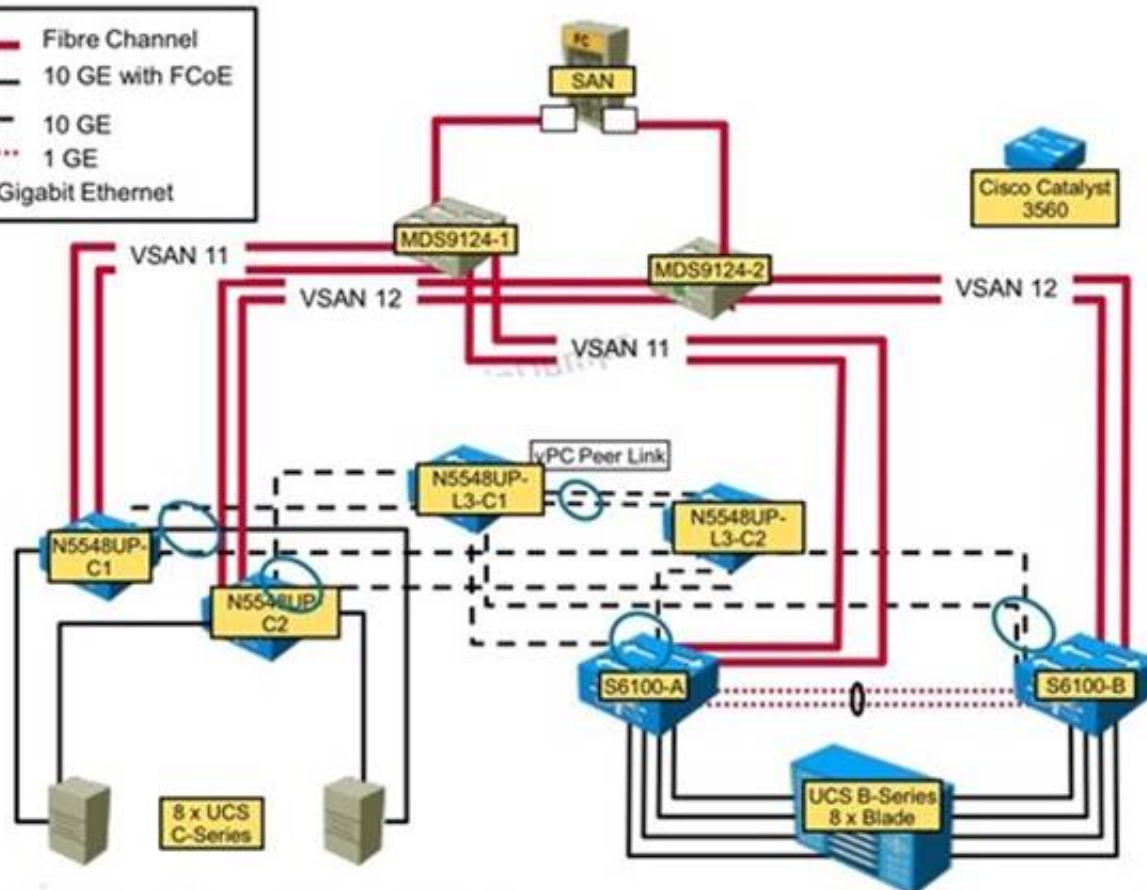 Fibre Channel
10 GE with FCoE
10 GE
1 GE
Gigabit Ethernet
FC
SAN
Cisco Catalyst
3560
MDS9124-1
VSAN 11
MDS9124-2
VSAN 12
VSAN 12
VSAN 11
vPC Peer Link
N5548UP-
L3-C1
N5548UP-
L3-C2
N5548UP-
C1
N5548UP
C2
S6100-A
S6100-B
8 x UCS
C-Series
UCS B-Series
8 x Blade